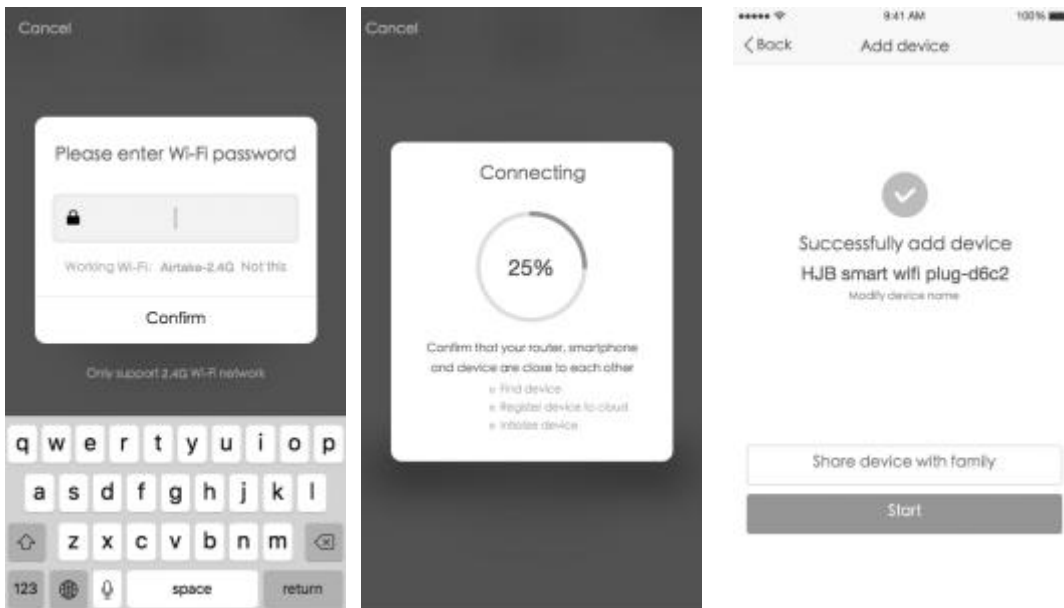 Cancel
Please enter Wi-Fi password
Working Wi-Fi: Airtake-2.4G Not this
Confirm
Only support 2.4G Wi-Fi network
q w e r t y u i o p
a s d f g h j k l
z x c v b n m
123 space return
Cancel
Connecting
25%
Confirm that your router, smartphone
and device are close to each other
Find device
Register device to cloud
Initialize device
9:41 AM 100%
< Back Add device
Successfully add device
HJB smart wifi plug-d6c2
Modify device name
Share device with family
Start